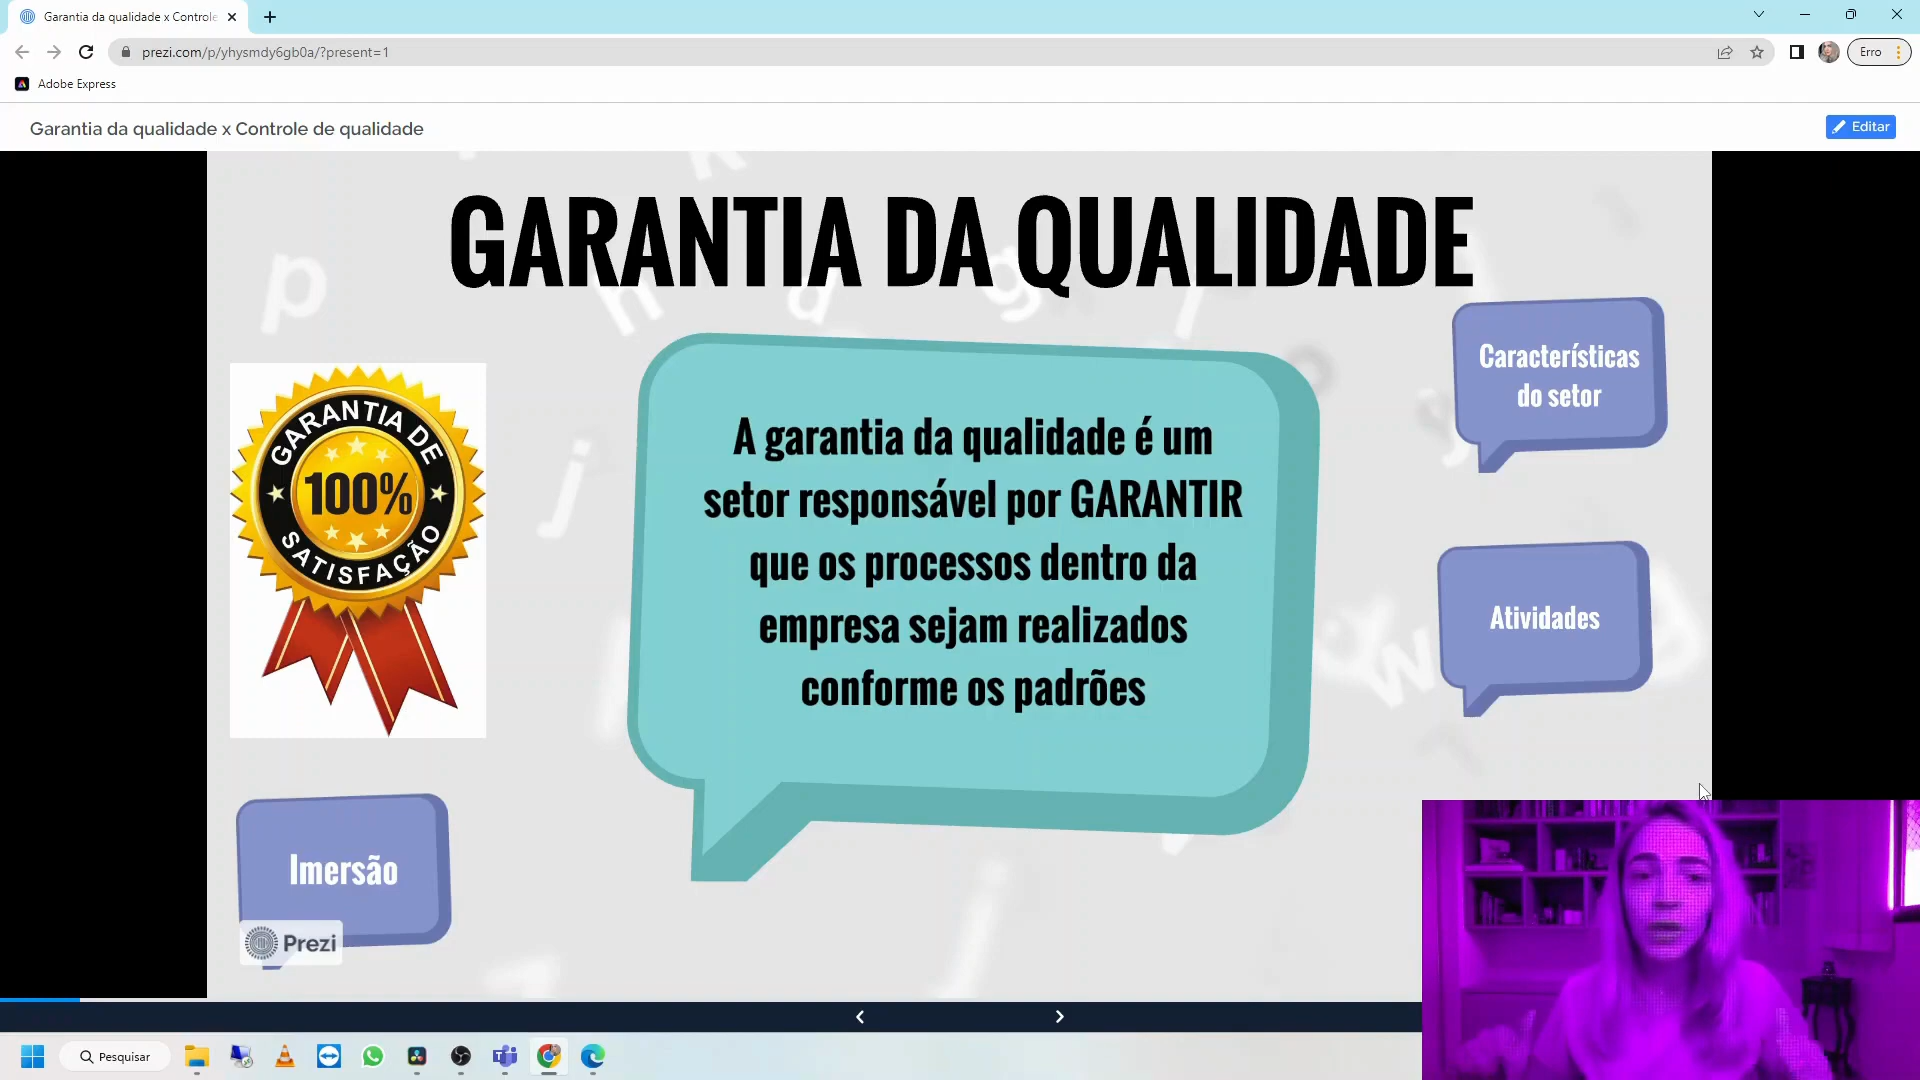 Garantia da qualidade x Controle
prezi.com/p/yhysmdy6gb0a/?present=1
Erro
Adobe Express
Garantia da qualidade x Controle de qualidade
Editar
GARANTIA DA QUALIDADE
GARANTIA DE
100%
SATISFAÇÃO
A garantia da qualidade é um
setor responsável por GARANTIR
que os processos dentro da
empresa sejam realizados
conforme os padrões
Características
do setor
Atividades
Imersão
Prezi
Pesquisar